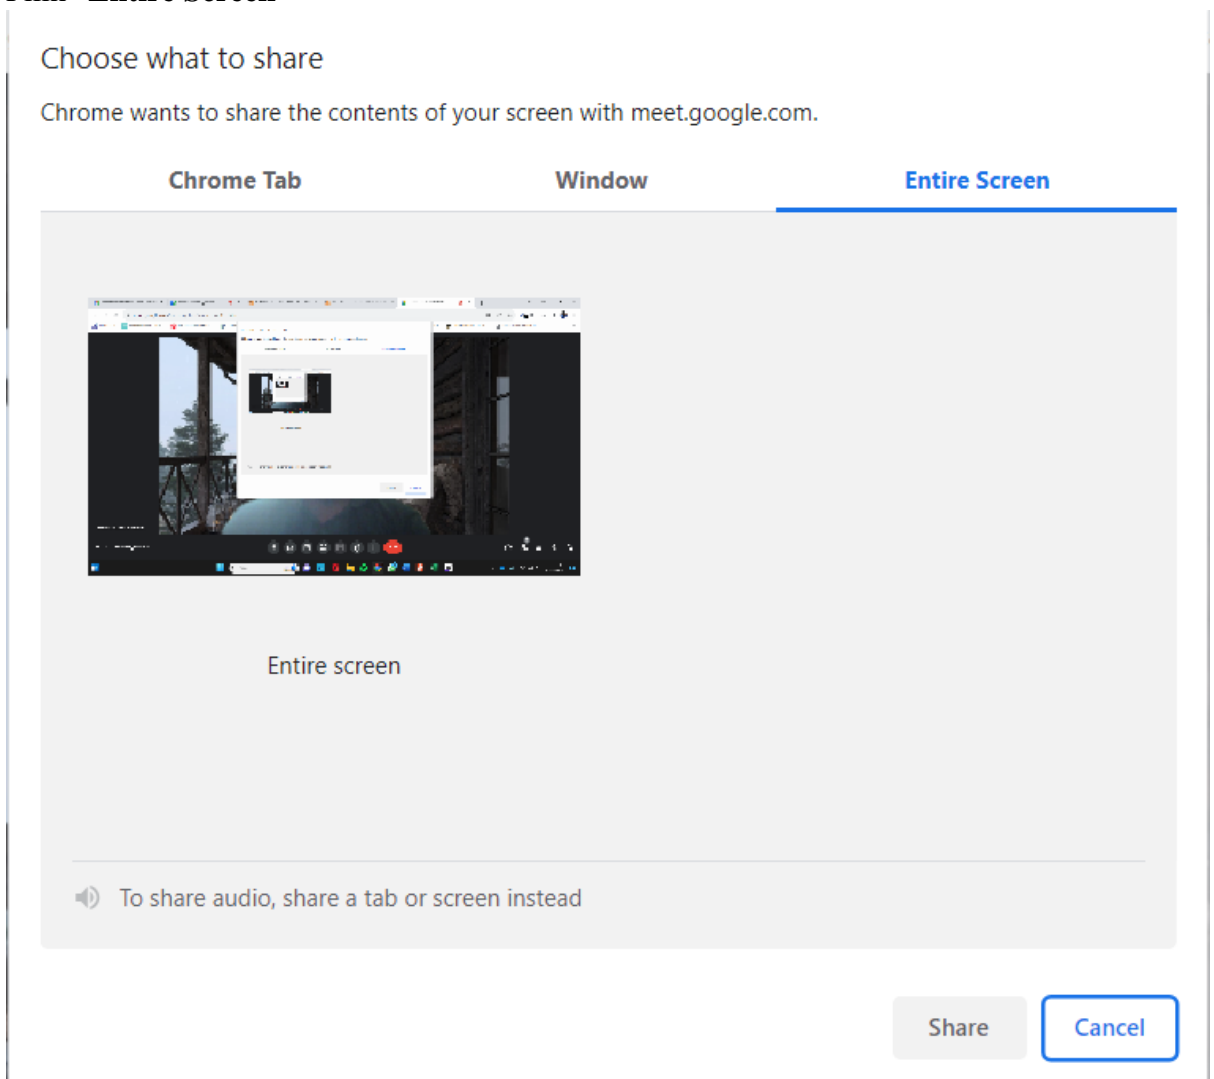 Choose what to share
Chrome wants to share the contents of your screen with meet.google.com.
Chrome Tab
Window
Entire Screen
Entire screen
To share audio, share a tab or screen instead
Share
Cancel